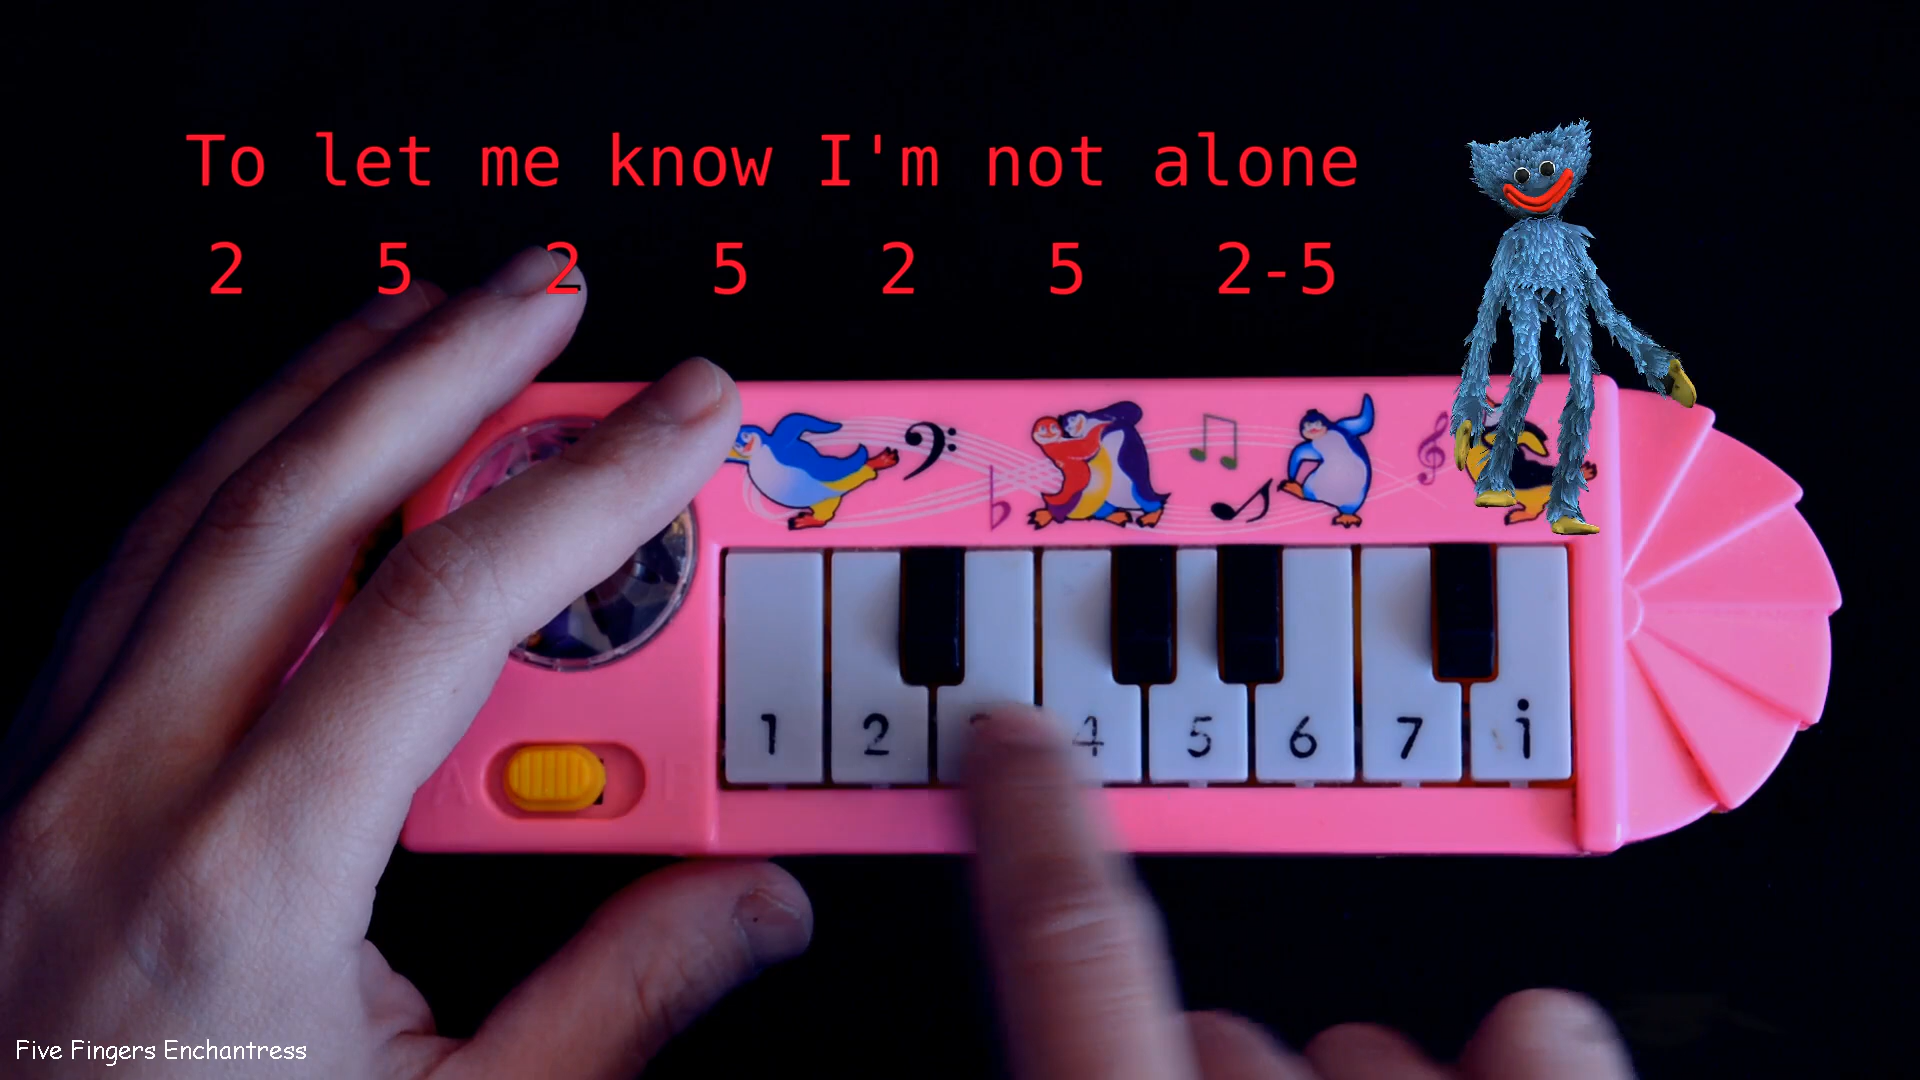 To let me know I'm not alone
2 5 2 5 2 5 2-5
1 2 3 4 5 6 7 i
Five Fingers Enchantress